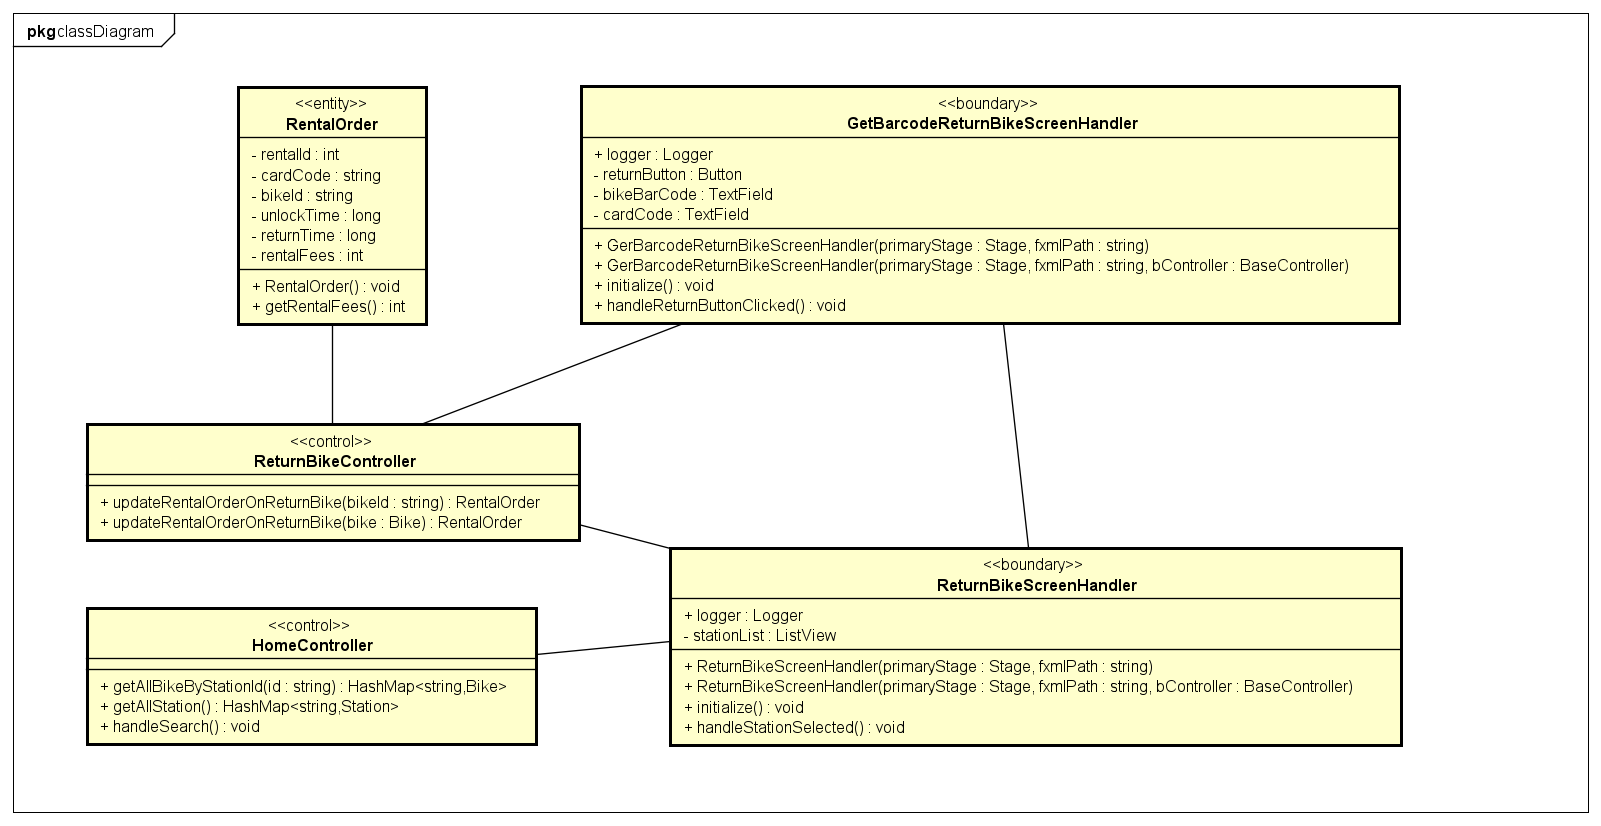 pkg classDiagram
<<entity>>
RentalOrder
- rentalId : int
- cardCode : string
- bikeId : string
- unlockTime : long
- returnTime : long
- rentalFees : int
+ RentalOrder() : void
+ getRentalFees() : int
<<boundary>>
GetBarcodeReturnBikeScreenHandler
+ logger : Logger
- returnButton : Button
- bikeBarCode : TextField
- cardCode : TextField
+ GerBarcodeReturnBikeScreenHandler(primaryStage : Stage, fxmlPath : string)
+ GerBarcodeReturnBikeScreenHandler(primaryStage : Stage, fxmlPath : string, bController : BaseController)
+ initialize() : void
+ handleReturnButtonClicked() : void
<<control>>
ReturnBikeController
+ updateRentalOrderOnReturnBike(bikeId : string) : RentalOrder
+ updateRentalOrderOnReturnBike(bike : Bike) : RentalOrder
<<control>>
HomeController
+ getAllBikeByStationId(id : string) : HashMap<string,Bike>
+ getAllStation() : HashMap<string,Station>
+ handleSearch() : void
<<boundary>>
ReturnBikeScreenHandler
+ logger : Logger
- stationList : ListView
+ ReturnBikeScreenHandler(primaryStage : Stage, fxmlPath : string)
+ ReturnBikeScreenHandler(primaryStage : Stage, fxmlPath : string, bController : BaseController)
+ initialize() : void
+ handleStationSelected() : void